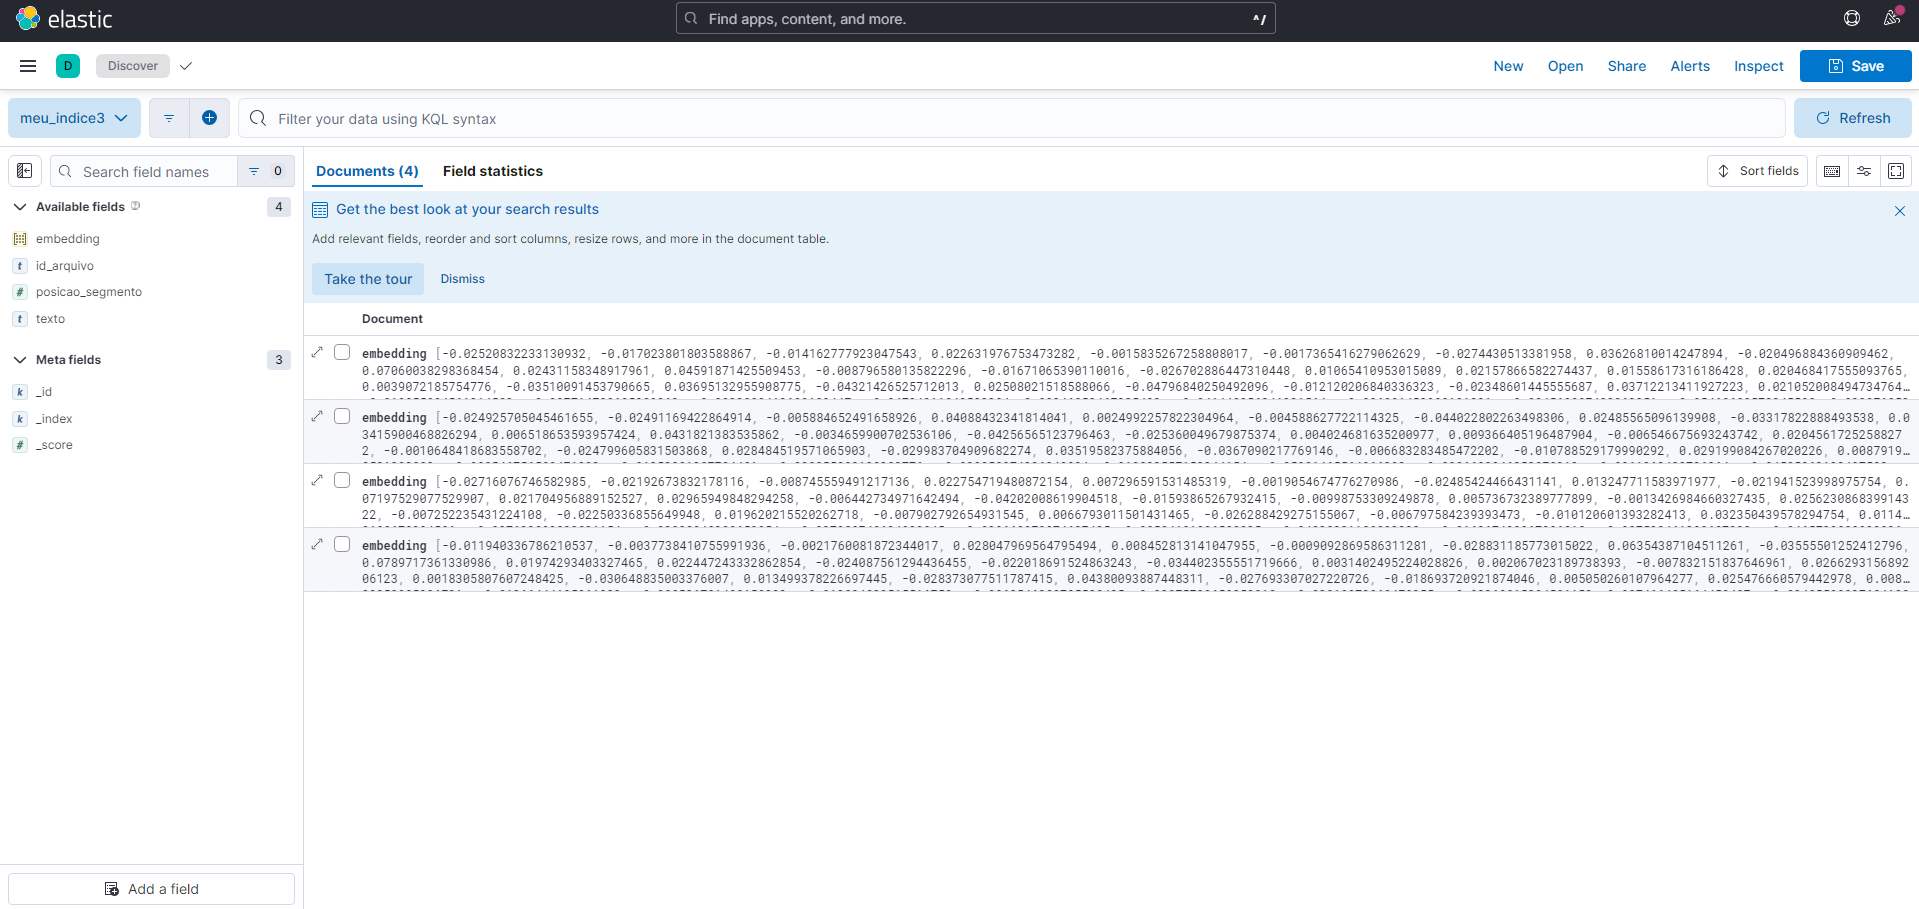 elastic
Find apps, content, and more.
^/
D
Discover
New
Open
Share
Alerts
Inspect
Save
meu_indice3
Filter your data using KQL syntax
Refresh
Search field names
0
Documents (4)
Field statistics
Sort fields
Available fields
4
embedding
id_arquivo
posicao_segmento
texto
Meta fields
3
_id
_index
_score
Add a field
Get the best look at your search results
Add relevant fields, reorder and sort columns, resize rows, and more in the document table.
Take the tour
Dismiss
Document
embedding [-0.02520832233130932, -0.017023801803588867, -0.014162777923047543, 0.022631976753473282, -0.0015835267258808017, -0.0017365416279062629, -0.0274430513381958, 0.03626810014247894, -0.020496884360909462,
0.07060038298368454, 0.02431158348917961, 0.04591871425509453, -0.008796580135822296, -0.01671065390110016, -0.026702886447310448, 0.01065410953015089, 0.02157866582274437, 0.01558617316186428, 0.020468417555093765,
0.0039072185754776, -0.03510091453790665, 0.03695132955908775, -0.04321426525712013, 0.02508021518588066, -0.04796840250492096, -0.012120206840336323, -0.02348601445555687, 0.03712213411927223, 0.021052008494734764…
embedding [-0.024925705045461655, -0.02491169422864914, -0.005884652491658926, 0.04088432341814041, 0.0024992257822304964, -0.004588627722114325, -0.044022802263498306, 0.02485565096139908, -0.03317822888493538, 0.0
03415900468826294, 0.006518653593957424, 0.0431821383535862, -0.0034659900702536106, -0.04256565123796463, -0.025360049679875374, 0.004024681635200977, 0.009366405196487904, -0.006546675693243742, 0.0204561725258827
2, -0.0010648418683558702, -0.024799605831503868, 0.028484519571065903, -0.029983704909682274, 0.03519582375884056, -0.0367090217769146, -0.006683283485472202, -0.010788529179990292, 0.029199084267020226, 0.0087919…
embedding [-0.02716076746582985, -0.02192673832178116, -0.008745559491217136, 0.022754719480872154, 0.007296591531485319, -0.0019054674776270986, -0.02485424466431141, 0.013247711583971977, -0.021941523998975754, 0.
07197529077529907, 0.021704956889152527, 0.02965949848294258, -0.006442734971642494, -0.04202008619904518, -0.01593865267932415, -0.00998753309249878, 0.005736732389777899, -0.0013426984660327435, 0.02562308683991 4
322, -0.007252235431224108, -0.02250336855649948, 0.019620215520262718, -0.007902792654931545, 0.0066793011501431465, -0.026288429275155067, -0.006797584239393473, -0.010120601393282413, 0.032350439578294754, 0.0114…
embedding [-0.011940336786210537, -0.0037738410755991936, -0.0021760081872344017, 0.028047969564795494, 0.008452813141047955, -0.0009092869586311281, -0.028831185773015022, 0.06354387104511261, -0.03555501252412796,
0.0789717361330986, 0.01974293403327465, 0.022447243332862854, -0.024087561294436455, -0.022018691524863243, -0.034402355551719666, 0.0031402495224028826, 0.002067023189738393, -0.007832151837646961, 0.0266293156892
06123, 0.0018305807607248425, -0.030648835003376007, 0.013499378226697445, -0.028373077511787415, 0.04380093887448311, -0.027693307027220726, -0.018693720921874046, 0.005050260107964277, 0.025476660579442978, 0.008…